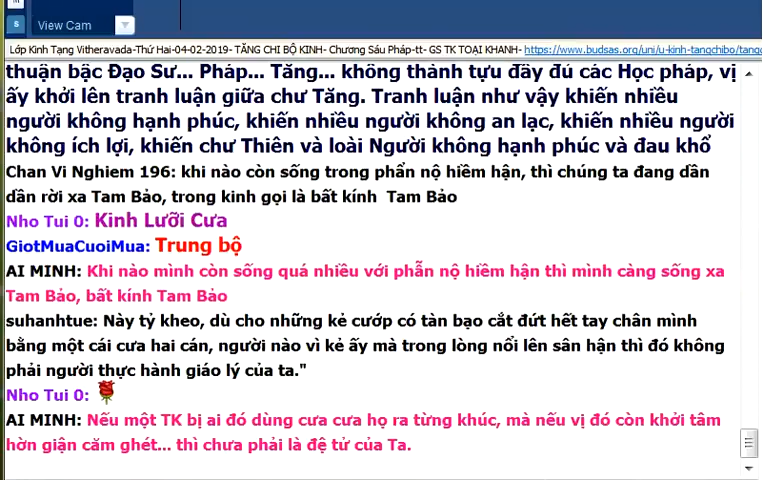 View Cam
Lớp Kinh Tạng Vitheravada-Thứ Hai-04-02-2019- TĂNG CHI BỘ KINH- Chương Sáu Pháp-tt- GS TK TOẠI KHANH- https://www.budsas.org/uni/u-kinh-tangchibo/tang
thuận bậc Đạo Sư... Pháp... Tăng... không thành tựu đầy đủ các Học pháp, vị
ấy khởi lên tranh luận giữa chư Tăng. Tranh luận như vậy khiến nhiều
người không hạnh phúc, khiến nhiều người không an lạc, khiến nhiều người
không ích lợi, khiến chư Thiên và loài Người không hạnh phúc và đau khổ
Chan Vi Nghiem 196: khi nào còn sống trong phẩn nộ hiềm hận, thì chúng ta đang dần
dần rời xa Tam Bảo, trong kinh gọi là bất kính Tam Bảo
Nho Tui 0: Kinh Lưỡi Cưa
GiotMuaCuoiMua: Trung bộ
AI MINH: Khi nào mình còn sống quá nhiều với phẫn nộ hiềm hận thì mình càng sống xa
Tam Bảo, bất kính Tam Bảo
suhanhtue: Này tỷ kheo, dù cho những kẻ cướp có tàn bạo cắt đứt hết tay chân mình
bằng một cái cưa hai cán, người nào vì kẻ ấy mà trong lòng nổi lên sân hận thì đó không
phải người thực hành giáo lý của ta."
Nho Tui 0:
AI MINH: Nếu một TK bị ai đó dùng cưa cưa họ ra từng khúc, mà nếu vị đó còn khởi tâm
hờn giận căm ghét... thì chưa phải là đệ tử của Ta.